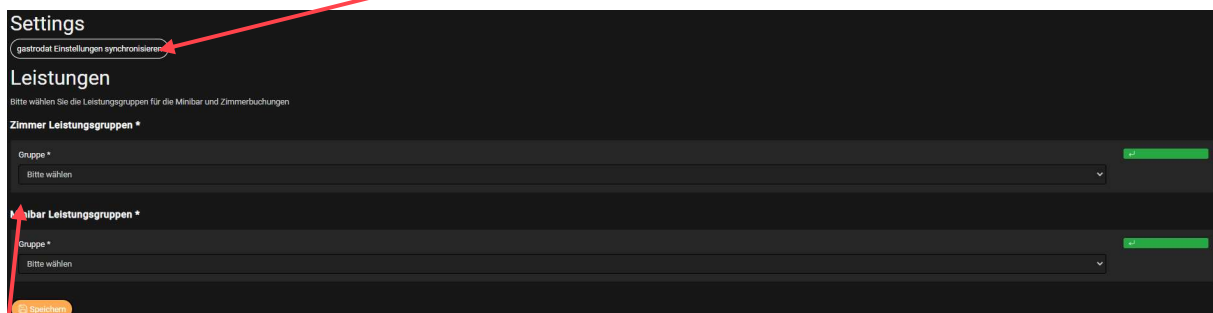 Settings
gastrodat Einstellungen synchronisieren
Leistungen
Bitte wählen Sie die Leistungsgruppen für die Minibar und Zimmerbuchungen
Zimmer Leistungsgruppen *
Gruppe *
Bitte wählen
Minibar Leistungsgruppen *
Gruppe *
Bitte wählen
Speichern